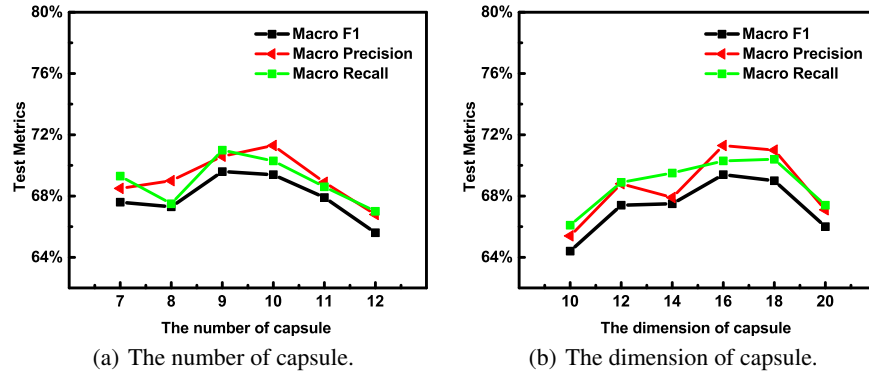 80%
76%
72%
68%
64%
Test Metrics
Macro F1
Macro Precision
Macro Recall
7 8 9 10 11 12
The number of capsule
(a) The number of capsule.
80%
76%
72%
68%
64%
Test Metrics
Macro F1
Macro Precision
Macro Recall
10 12 14 16 18 20
The dimension of capsule
(b) The dimension of capsule.